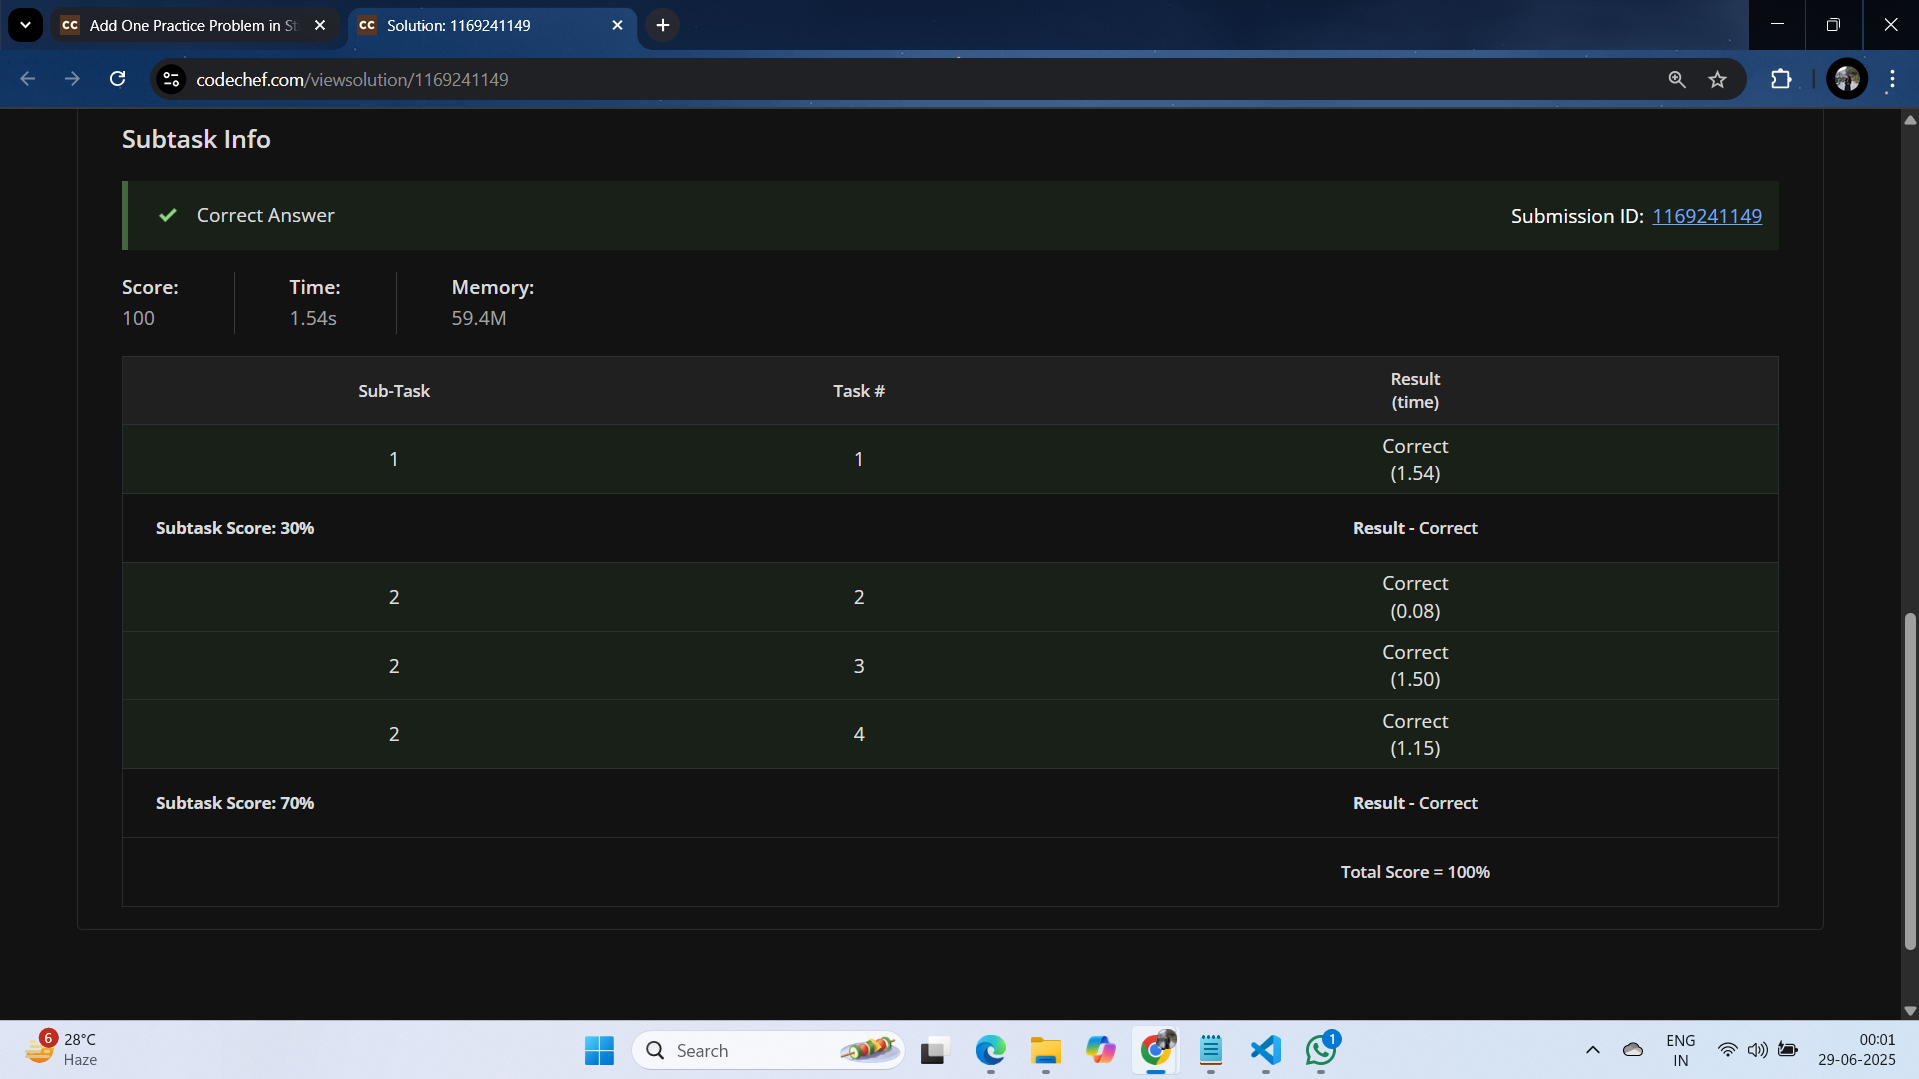 Add One Practice Problem in St
Solution: 1169241149
codechef.com/viewsolution/1169241149
Subtask Info
Correct Answer
Submission ID: 1169241149
Score: Time: Memory:
100 1.54s 59.4M
Sub-Task Task # Result
(time)
1 1 Correct
(1.54)
Subtask Score: 30% Result - Correct
2 2 Correct
(0.08)
2 3 Correct
(1.50)
2 4 Correct
(1.15)
Subtask Score: 70% Result - Correct
Total Score = 100%
6
28°C
Haze
Search
1
ENG
IN
00:01
29-06-2025